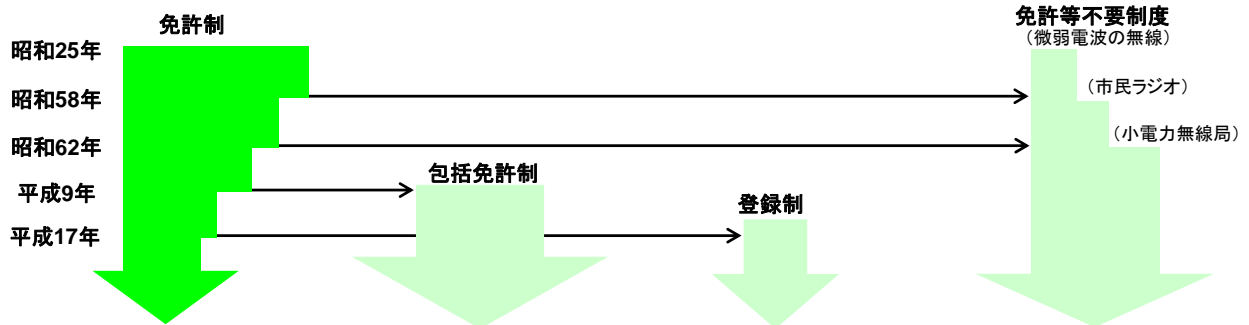 免許制
免許等不要制度
（微弱電波の無線）
昭和25年
（市民ラジオ）
昭和58年
（小電力無線局）
昭和62年
包括免許制
平成9年
登録制
平成17年